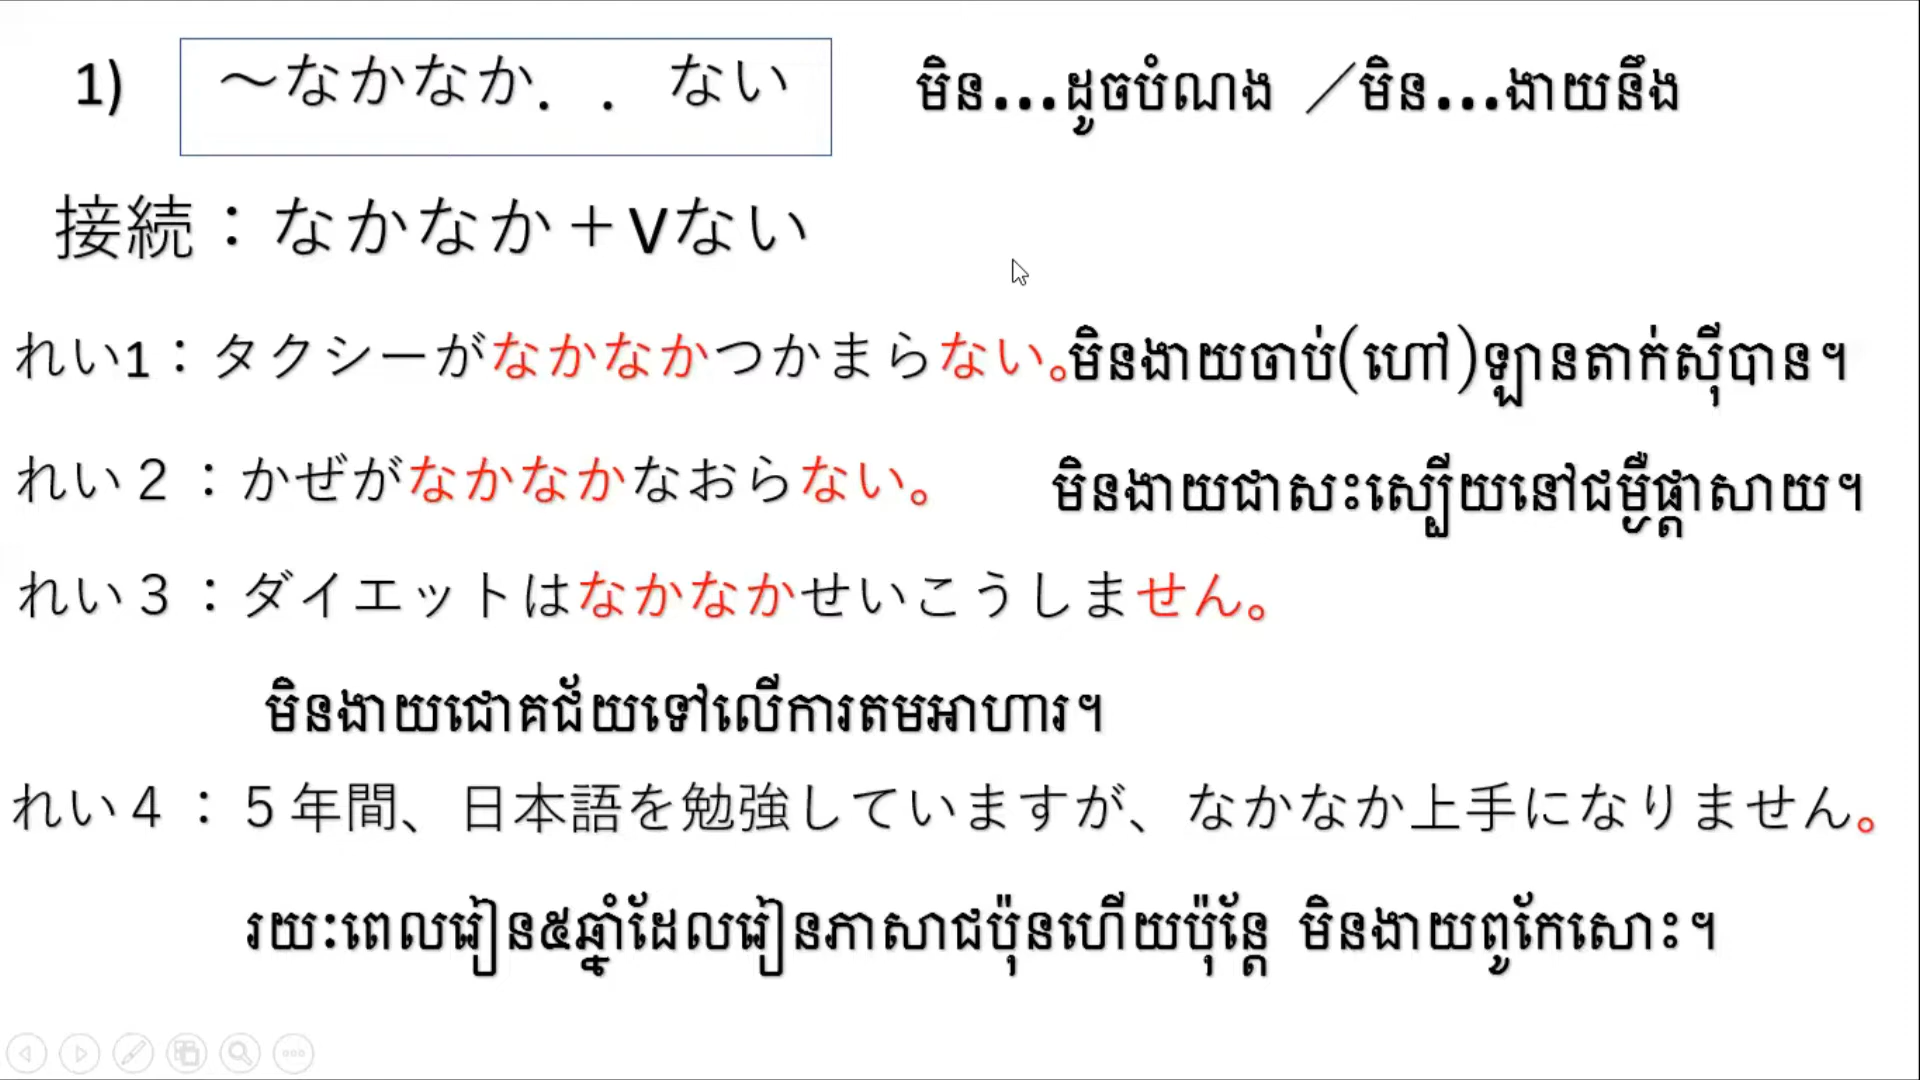 1) ～なかなか．． ない មិន...ដូចបំណង ／មិន...ងាយនឹង
接続：なかなか＋Vない
れい1：タクシーがなかなかつかまらない。មិនងាយចាប់(ហៅ)ឡានតាក់ស៊ីបាន។
れい２：かぜがなかなかなおらない。 មិនងាយជាសះស្បើយនៅជម្ងឺផ្តាសាយ។
れい３：ダイエットはなかなかせいこうしません。
មិនងាយជោគជ័យទៅលើការតមអាហារ។
れい４：５年間、日本語を勉強していますが、なかなか上手になりません。
រយៈពេលរៀន៥ឆ្នាំដែលរៀនភាសាជប៉ុនហើយប៉ុន្តែ មិនងាយពូកែសោះ។